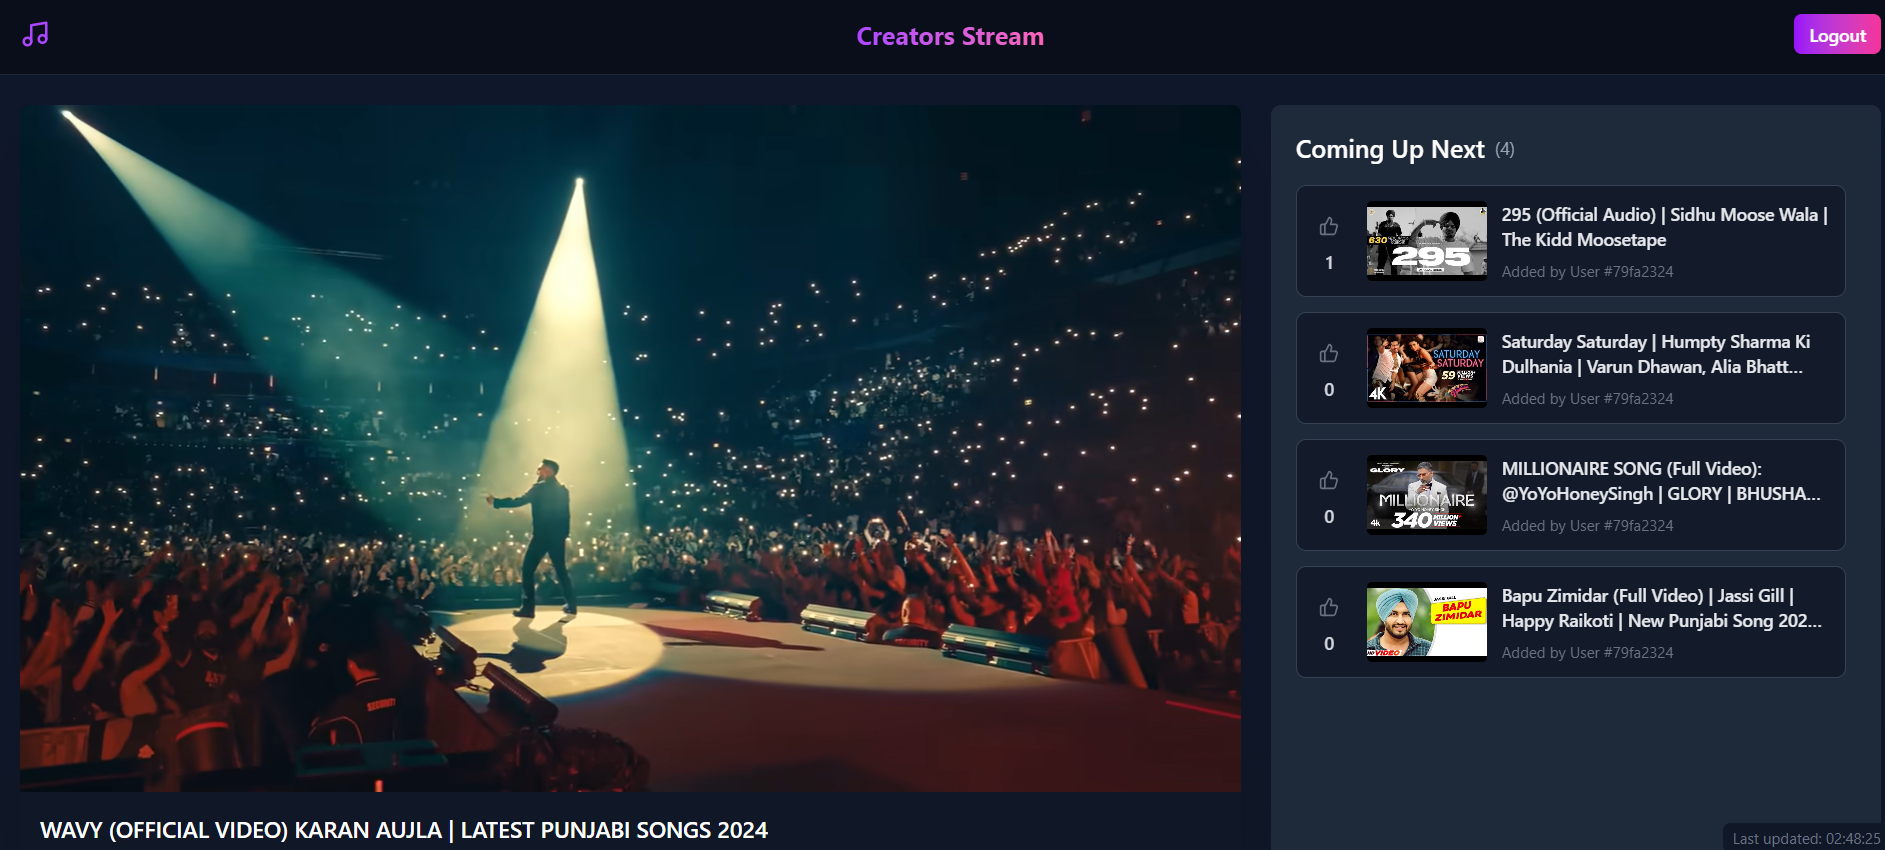 Creators Stream
Logout
SECURITY
WAVY (OFFICIAL VIDEO) KARAN AUJLA | LATEST PUNJABI SONGS 2024
Coming Up Next (4)
1
630
295
295 (Official Audio) | Sidhu Moose Wala |
The Kidd Moosetape
Added by User #79fa2324
0
SATURDAY
SATURDAY
59
4K
Saturday Saturday | Humpty Sharma Ki
Dulhania | Varun Dhawan, Alia Bhatt...
Added by User #79fa2324
0
GLORY
MILLIONAIRE
340 MILLION+
VIEWS
4k
MILLIONAIRE SONG (Full Video):
@YoYoHoneySingh | GLORY | BHUSHA...
Added by User #79fa2324
0
JASSI GILL
BAPU
ZIMIDAR
HD VIDEO
Bapu Zimidar (Full Video) | Jassi Gill |
Happy Raikoti | New Punjabi Song 202...
Added by User #79fa2324
Last updated: 02:48:25